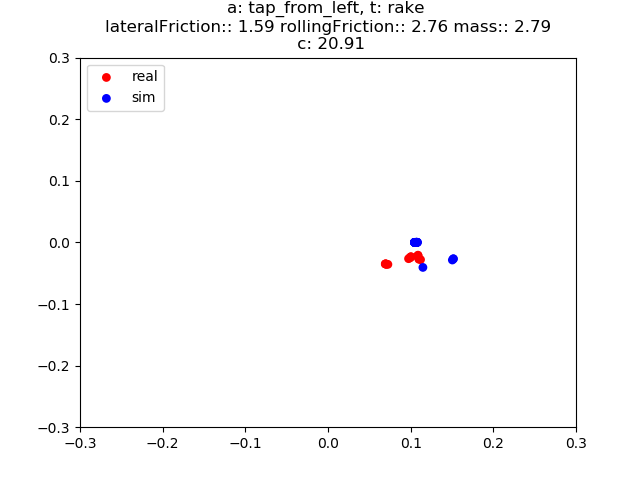 a: tap_from_left, t: rake
lateralFriction:: 1.59 rollingFriction:: 2.76 mass:: 2.79
c: 20.91
real
sim
0.3
0.2
0.1
0.0
−0.1
−0.2
−0.3
−0.3
−0.2
−0.1
0.0
0.1
0.2
0.3